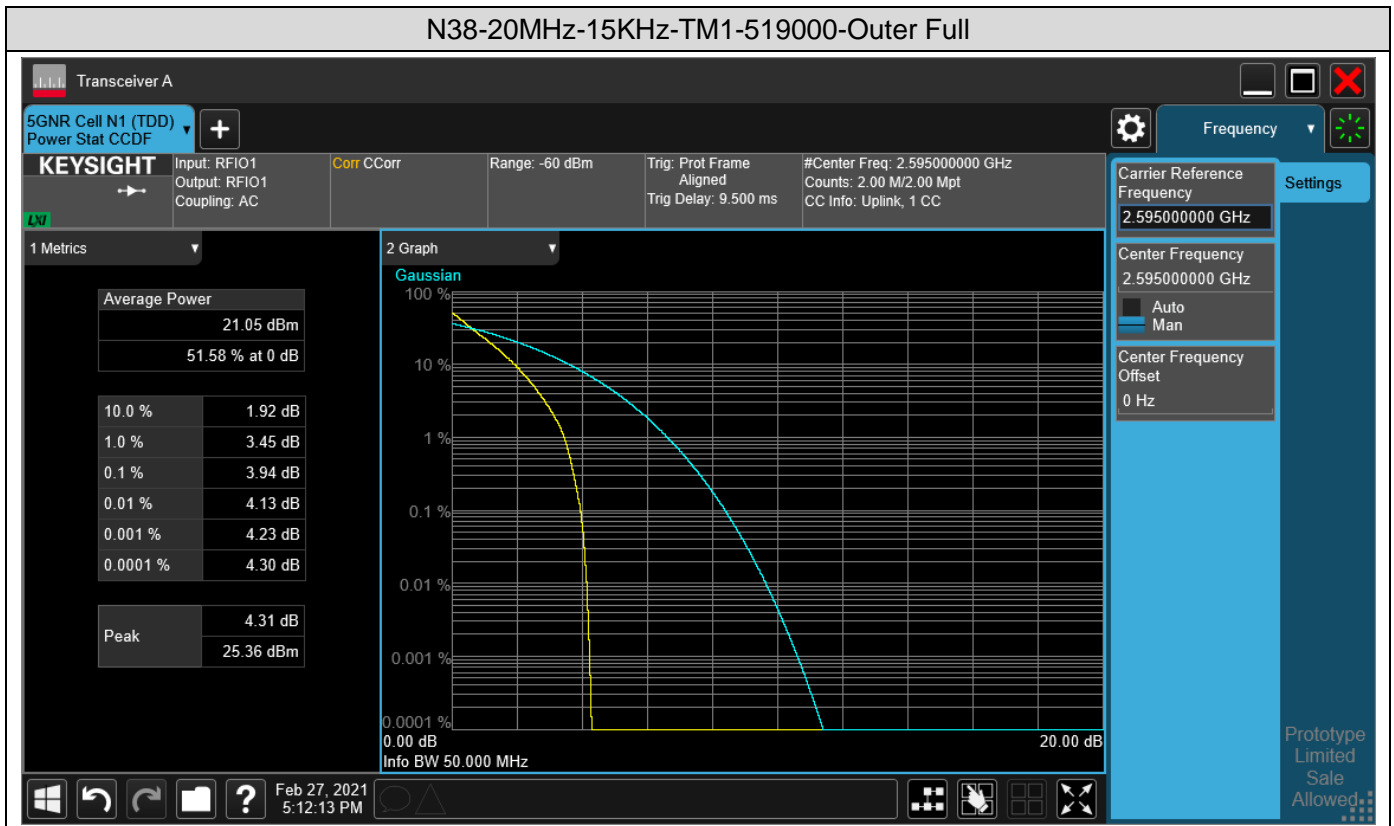 N38-20MHz-15KHz-TM1-519000-Outer Full
Transceiver A
5GNR Cell N1 (TDD)
Power Stat CCDF
Frequency
KEYSIGHT
LXI
Input: RFIO1
Output: RFIO1
Coupling: AC
Corr CCorr
Range: -60 dBm
Trig: Prot Frame
Aligned
Trig Delay: 9.500 ms
#Center Freq: 2.595000000 GHz
Counts: 2.00 M/2.00 Mpt
CC Info: Uplink, 1 CC
Carrier Reference
Frequency
2.595000000 GHz
Settings
Center Frequency
2.595000000 GHz
Auto
Man
Center Frequency
Offset
0 Hz
1 Metrics
Average Power
21.05 dBm
51.58 % at 0 dB
10.0 % 1.92 dB
1.0 % 3.45 dB
0.1 % 3.94 dB
0.01 % 4.13 dB
0.001 % 4.23 dB
0.0001 % 4.30 dB
Peak 4.31 dB
25.36 dBm
2 Graph
Gaussian
100 %
10 %
1 %
0.1 %
0.01 %
0.001 %
0.0001 %
0.00 dB 20.00 dB
Info BW 50.000 MHz
Prototype
Limited
Sale
Allowed
?
Feb 27, 2021
5:12:13 PM